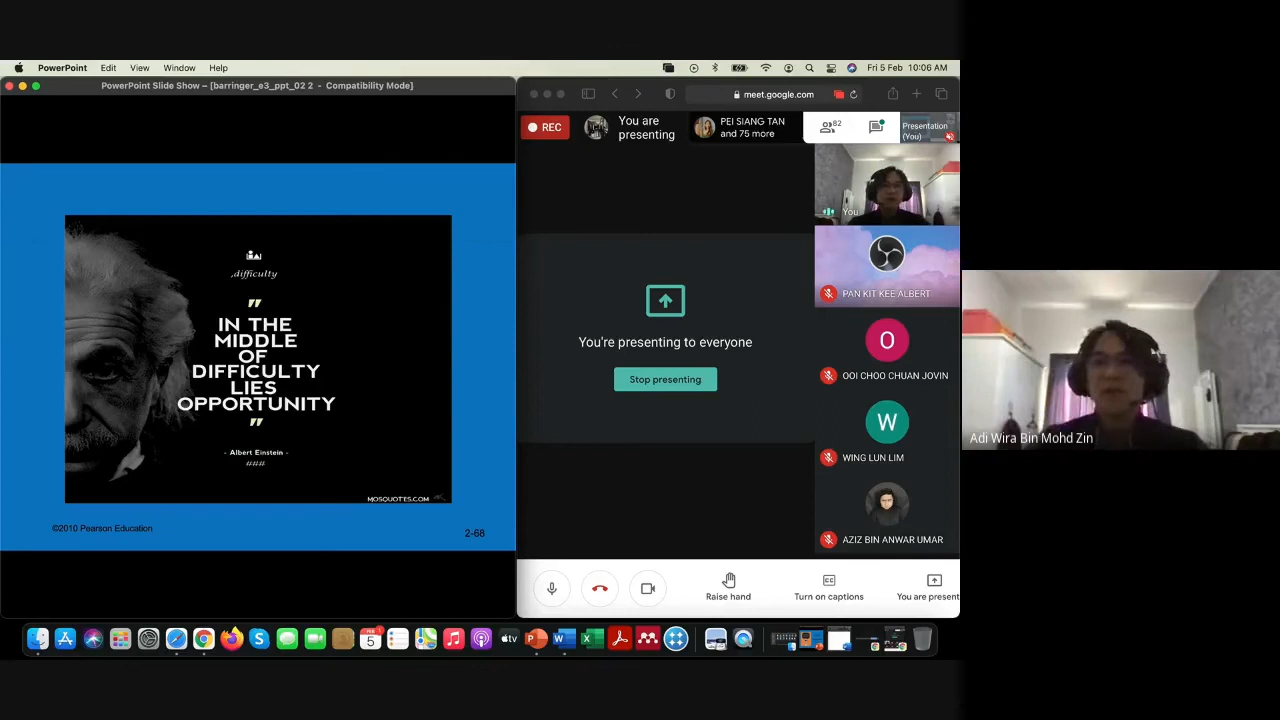 PowerPoint Edit View Window Help
Fri 5 Feb 10:06 AM
PowerPoint Slide Show – [barringer_e3_ppt_02 2 - Compatibility Mode]
,difficulty
"
IN THE
MIDDLE
OF
DIFFICULTY
LIES
OPPORTUNITY
"
- Albert Einstein -
###
MOSQUOTES.COM
©2010 Pearson Education
2-68
meet.google.com
REC
You are
presenting
PEI SIANG TAN
and 75 more
82
Presentation
(You)
You
PAN KIT KEE ALBERT
O
OOI CHOO CHUAN JOVIN
W
WING LUN LIM
AZIZ BIN ANWAR UMAR
You're presenting to everyone
Stop presenting
Raise hand
CC
Turn on captions
You are present
FEB
5
tv
Adi Wira Bin Mohd Zin